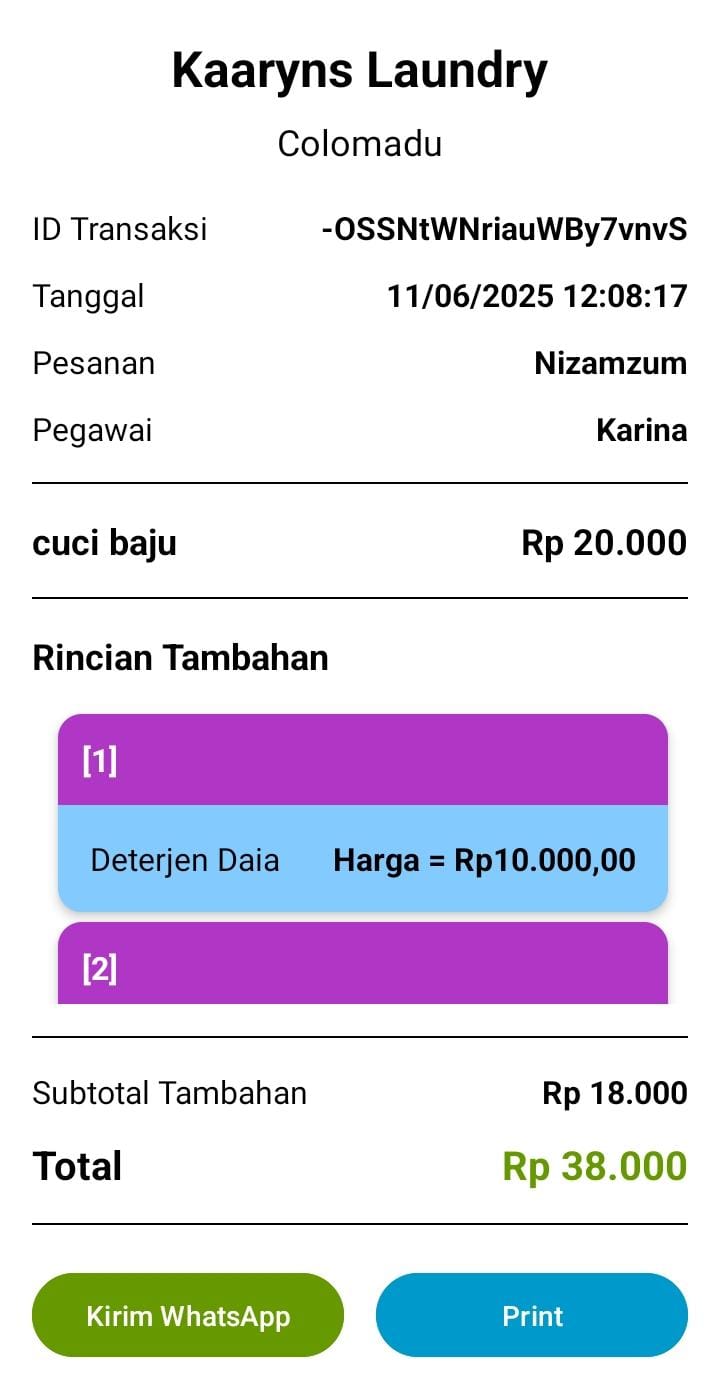 Kaaryns Laundry
Colomadu
ID Transaksi -OSSNtWNriauWBy7vnvS
Tanggal 11/06/2025 12:08:17
Pesanan Nizamzum
Pegawai Karina
cuci baju Rp 20.000
Rincian Tambahan
[1]
Deterjen Daia Harga = Rp10.000,00
[2]
Subtotal Tambahan Rp 18.000
Total Rp 38.000
Kirim WhatsApp Print